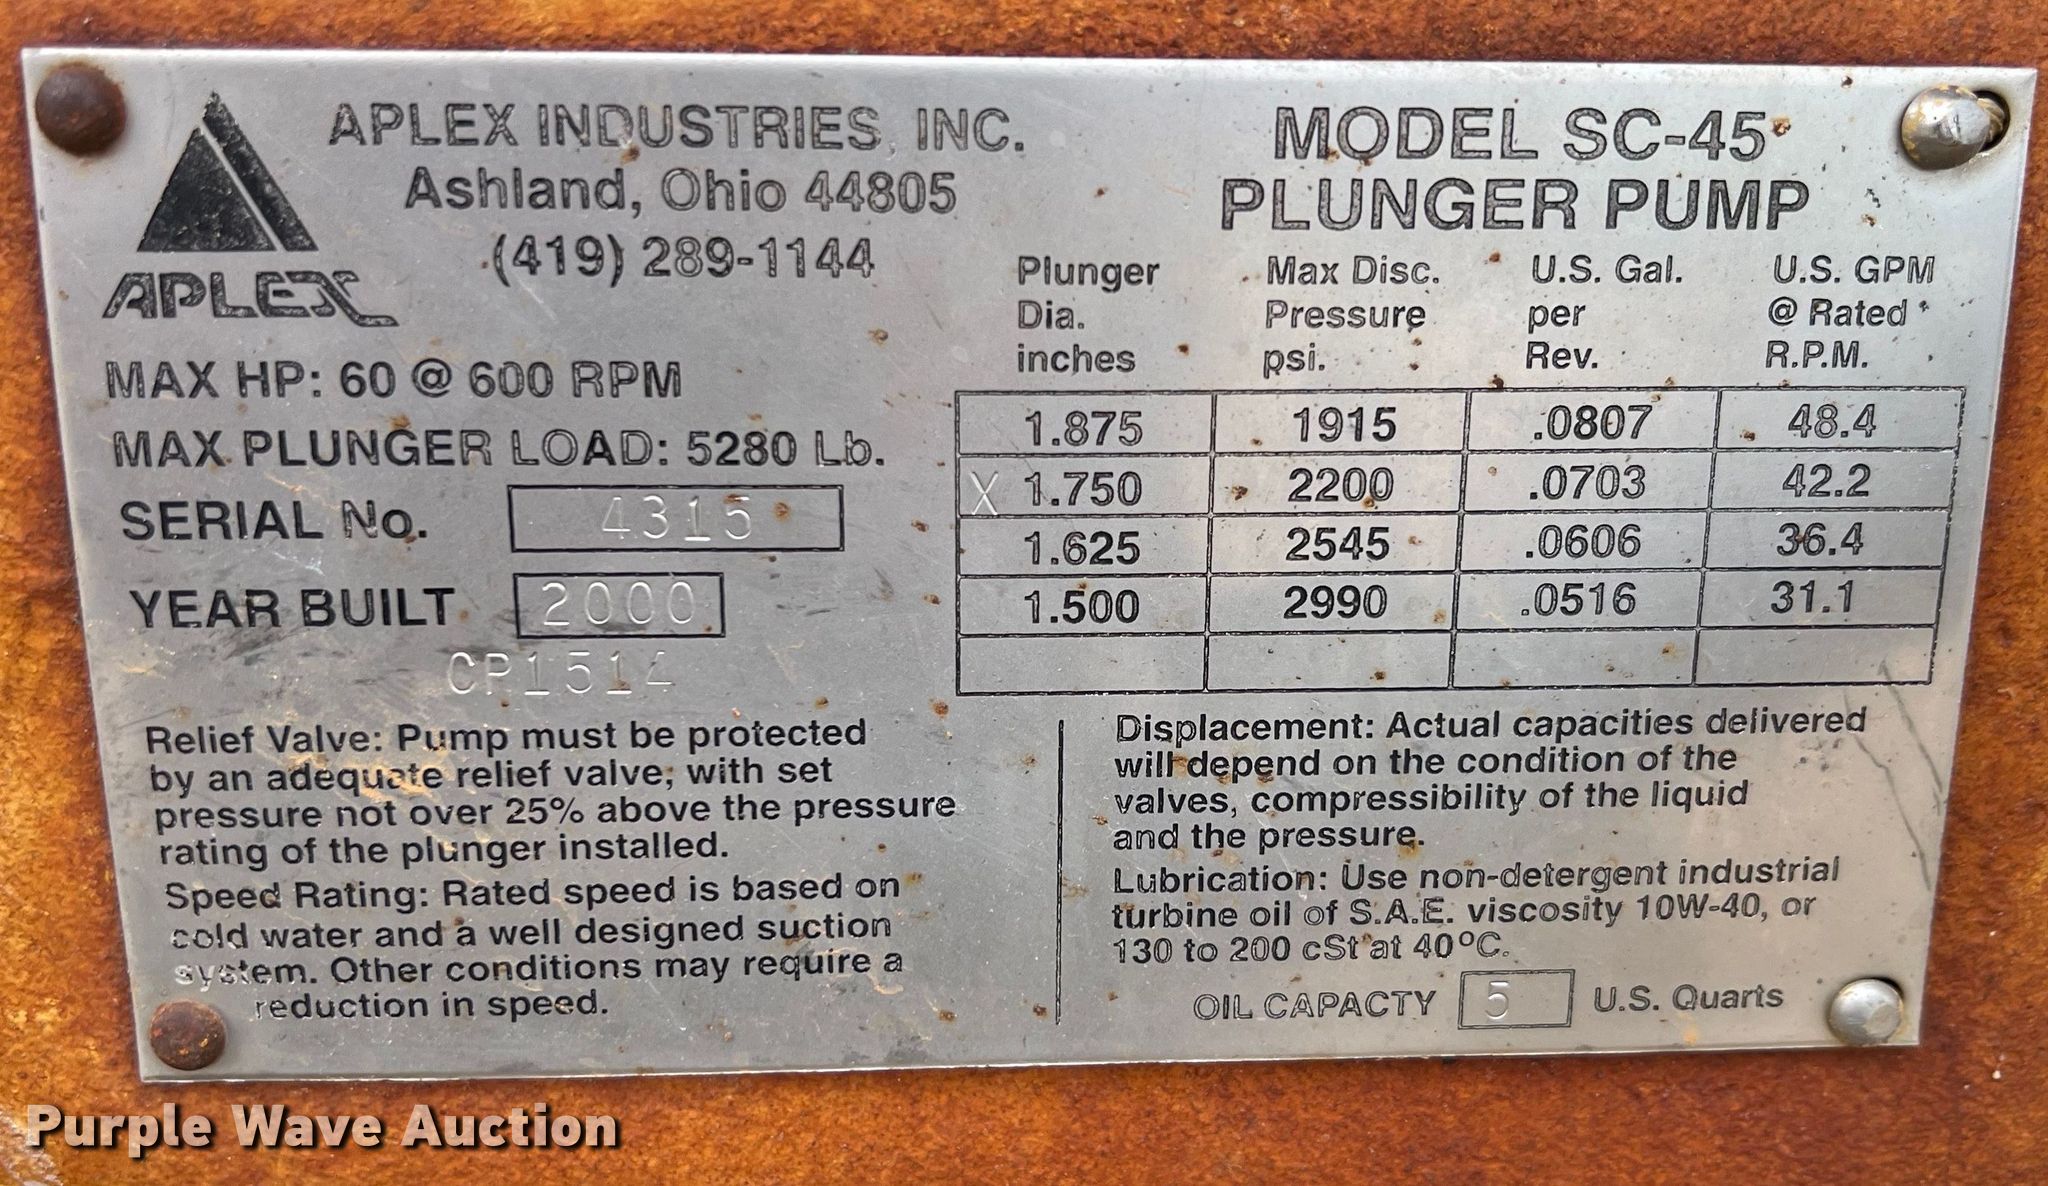 APLEX INDUSTRIES, INC.
Ashland, Ohio 44805
(419) 289-1144
APLEX
MAX HP: 60 @ 600 RPM
MAX PLUNGER LOAD: 5280 Lb.
SERIAL No. 4315
YEAR BUILT 2000
CP1514
MODEL SC-45
PLUNGER PUMP
Plunger Max Disc. U.S. Gal. U.S. GPM
Dia. Pressure per @ Rated
inches psi. Rev. R.P.M.
1.875 1915 .0807 48.4
X 1.750 2200 .0703 42.2
1.625 2545 .0606 36.4
1.500 2990 .0516 31.1
Relief Valve: Pump must be protected
by an adequate relief valve, with set
pressure not over 25% above the pressure
rating of the plunger installed.
Speed Rating: Rated speed is based on
cold water and a well designed suction
system. Other conditions may require a
reduction in speed.
Displacement: Actual capacities delivered
will depend on the condition of the
valves, compressibility of the liquid
and the pressure.
Lubrication: Use non-detergent industrial
turbine oil of S.A.E. viscosity 10W-40, or
130 to 200 cSt at 40°C.
OIL CAPACTY 5 U.S. Quarts
Purple Wave Auction